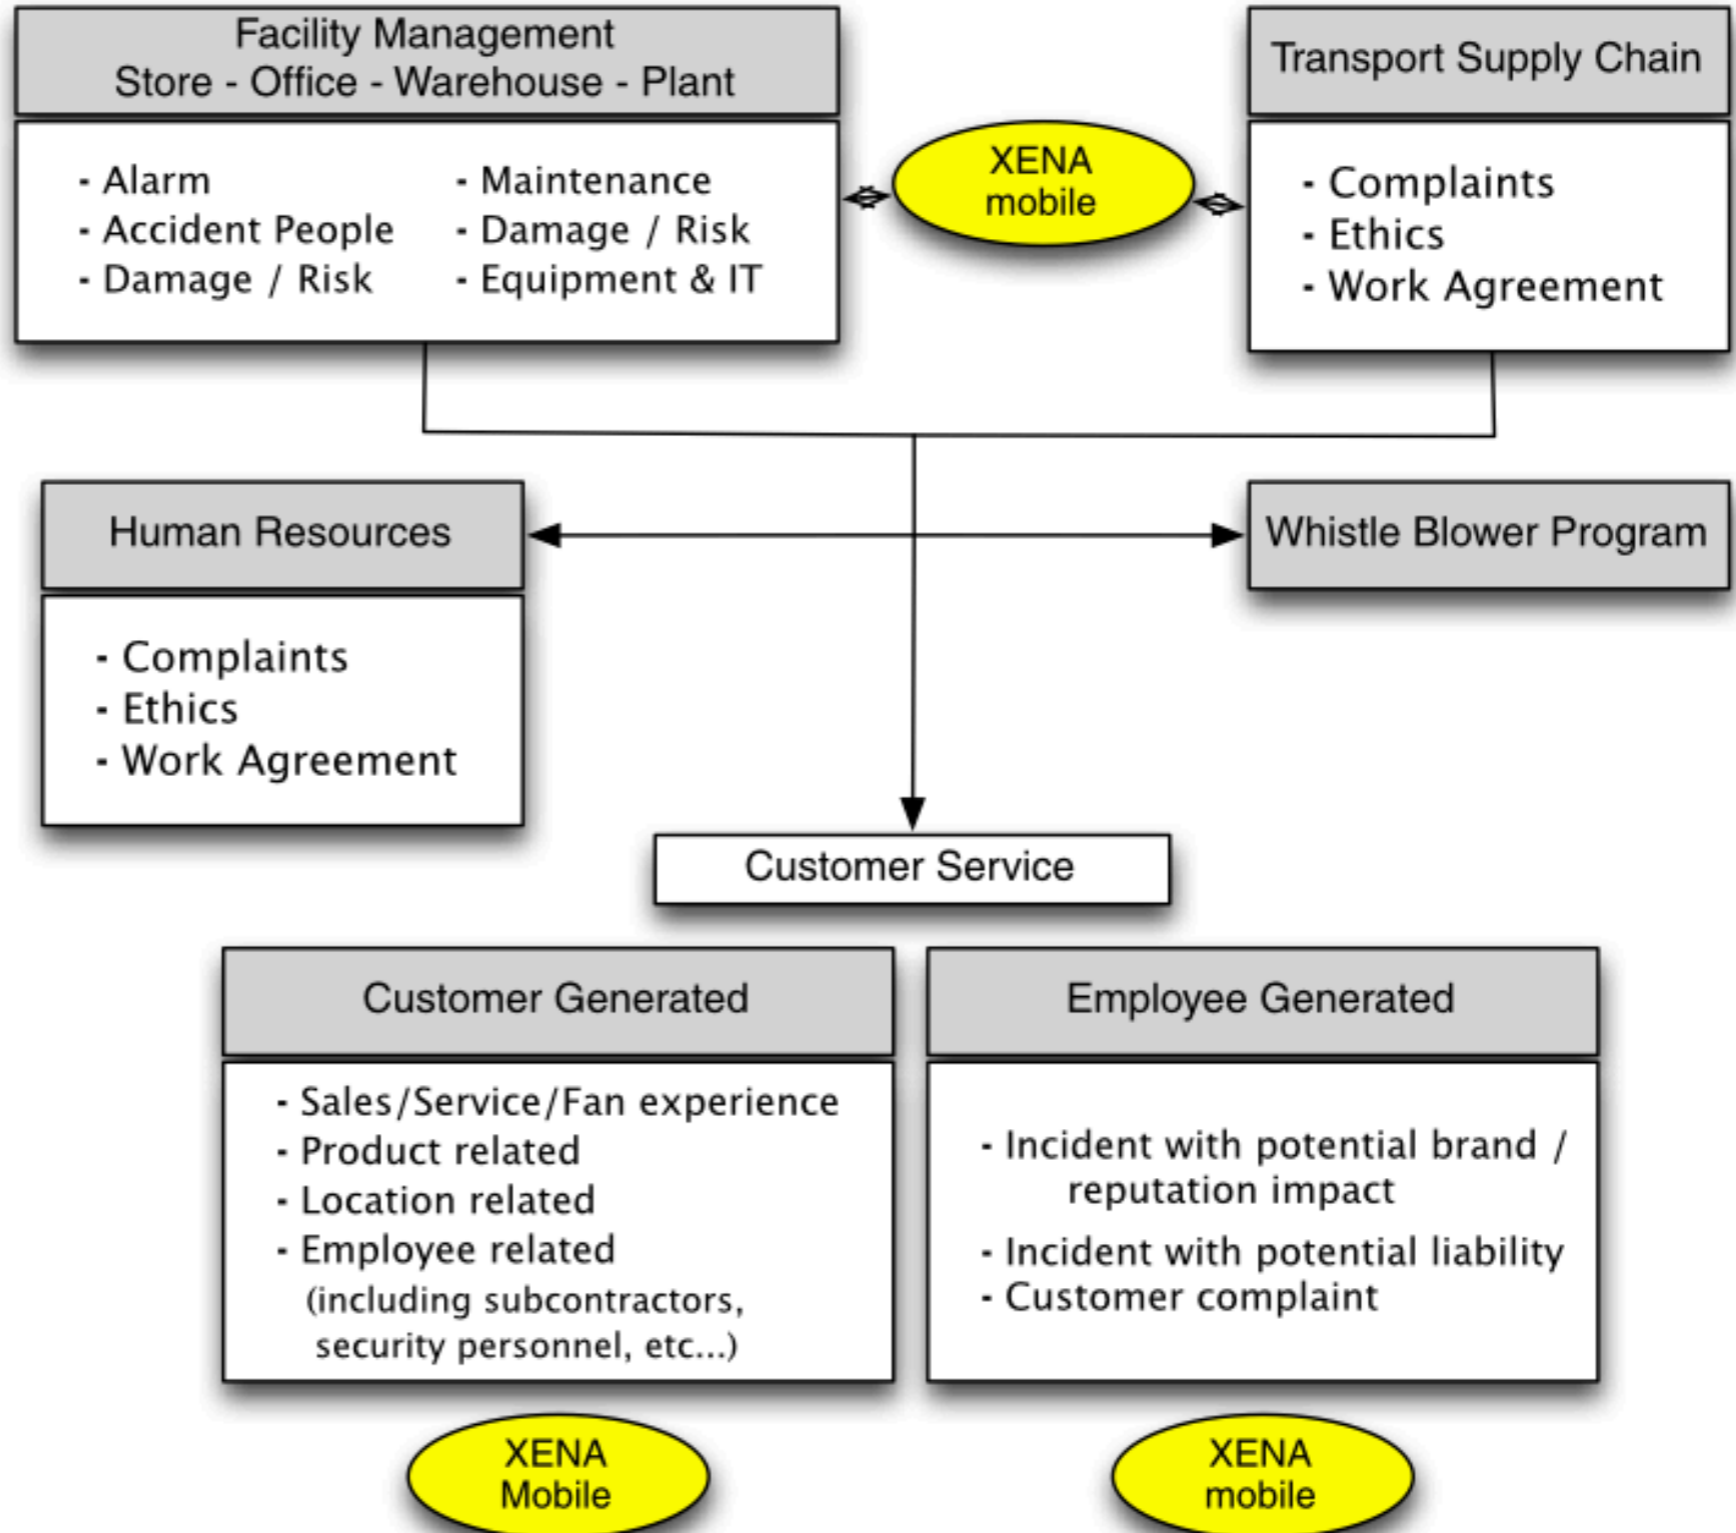 Facility Management
Store - Office - Warehouse - Plant
- Alarm
- Accident People
- Damage / Risk
- Maintenance
- Damage / Risk
- Equipment & IT
XENA
mobile
Transport Supply Chain
- Complaints
- Ethics
- Work Agreement
Human Resources
- Complaints
- Ethics
- Work Agreement
Whistle Blower Program
Customer Service
Customer Generated
- Sales/Service/Fan experience
- Product related
- Location related
- Employee related
(including subcontractors,
security personnel, etc...)
Employee Generated
- Incident with potential brand /
reputation impact
- Incident with potential liability
- Customer complaint
XENA
Mobile
XENA
mobile